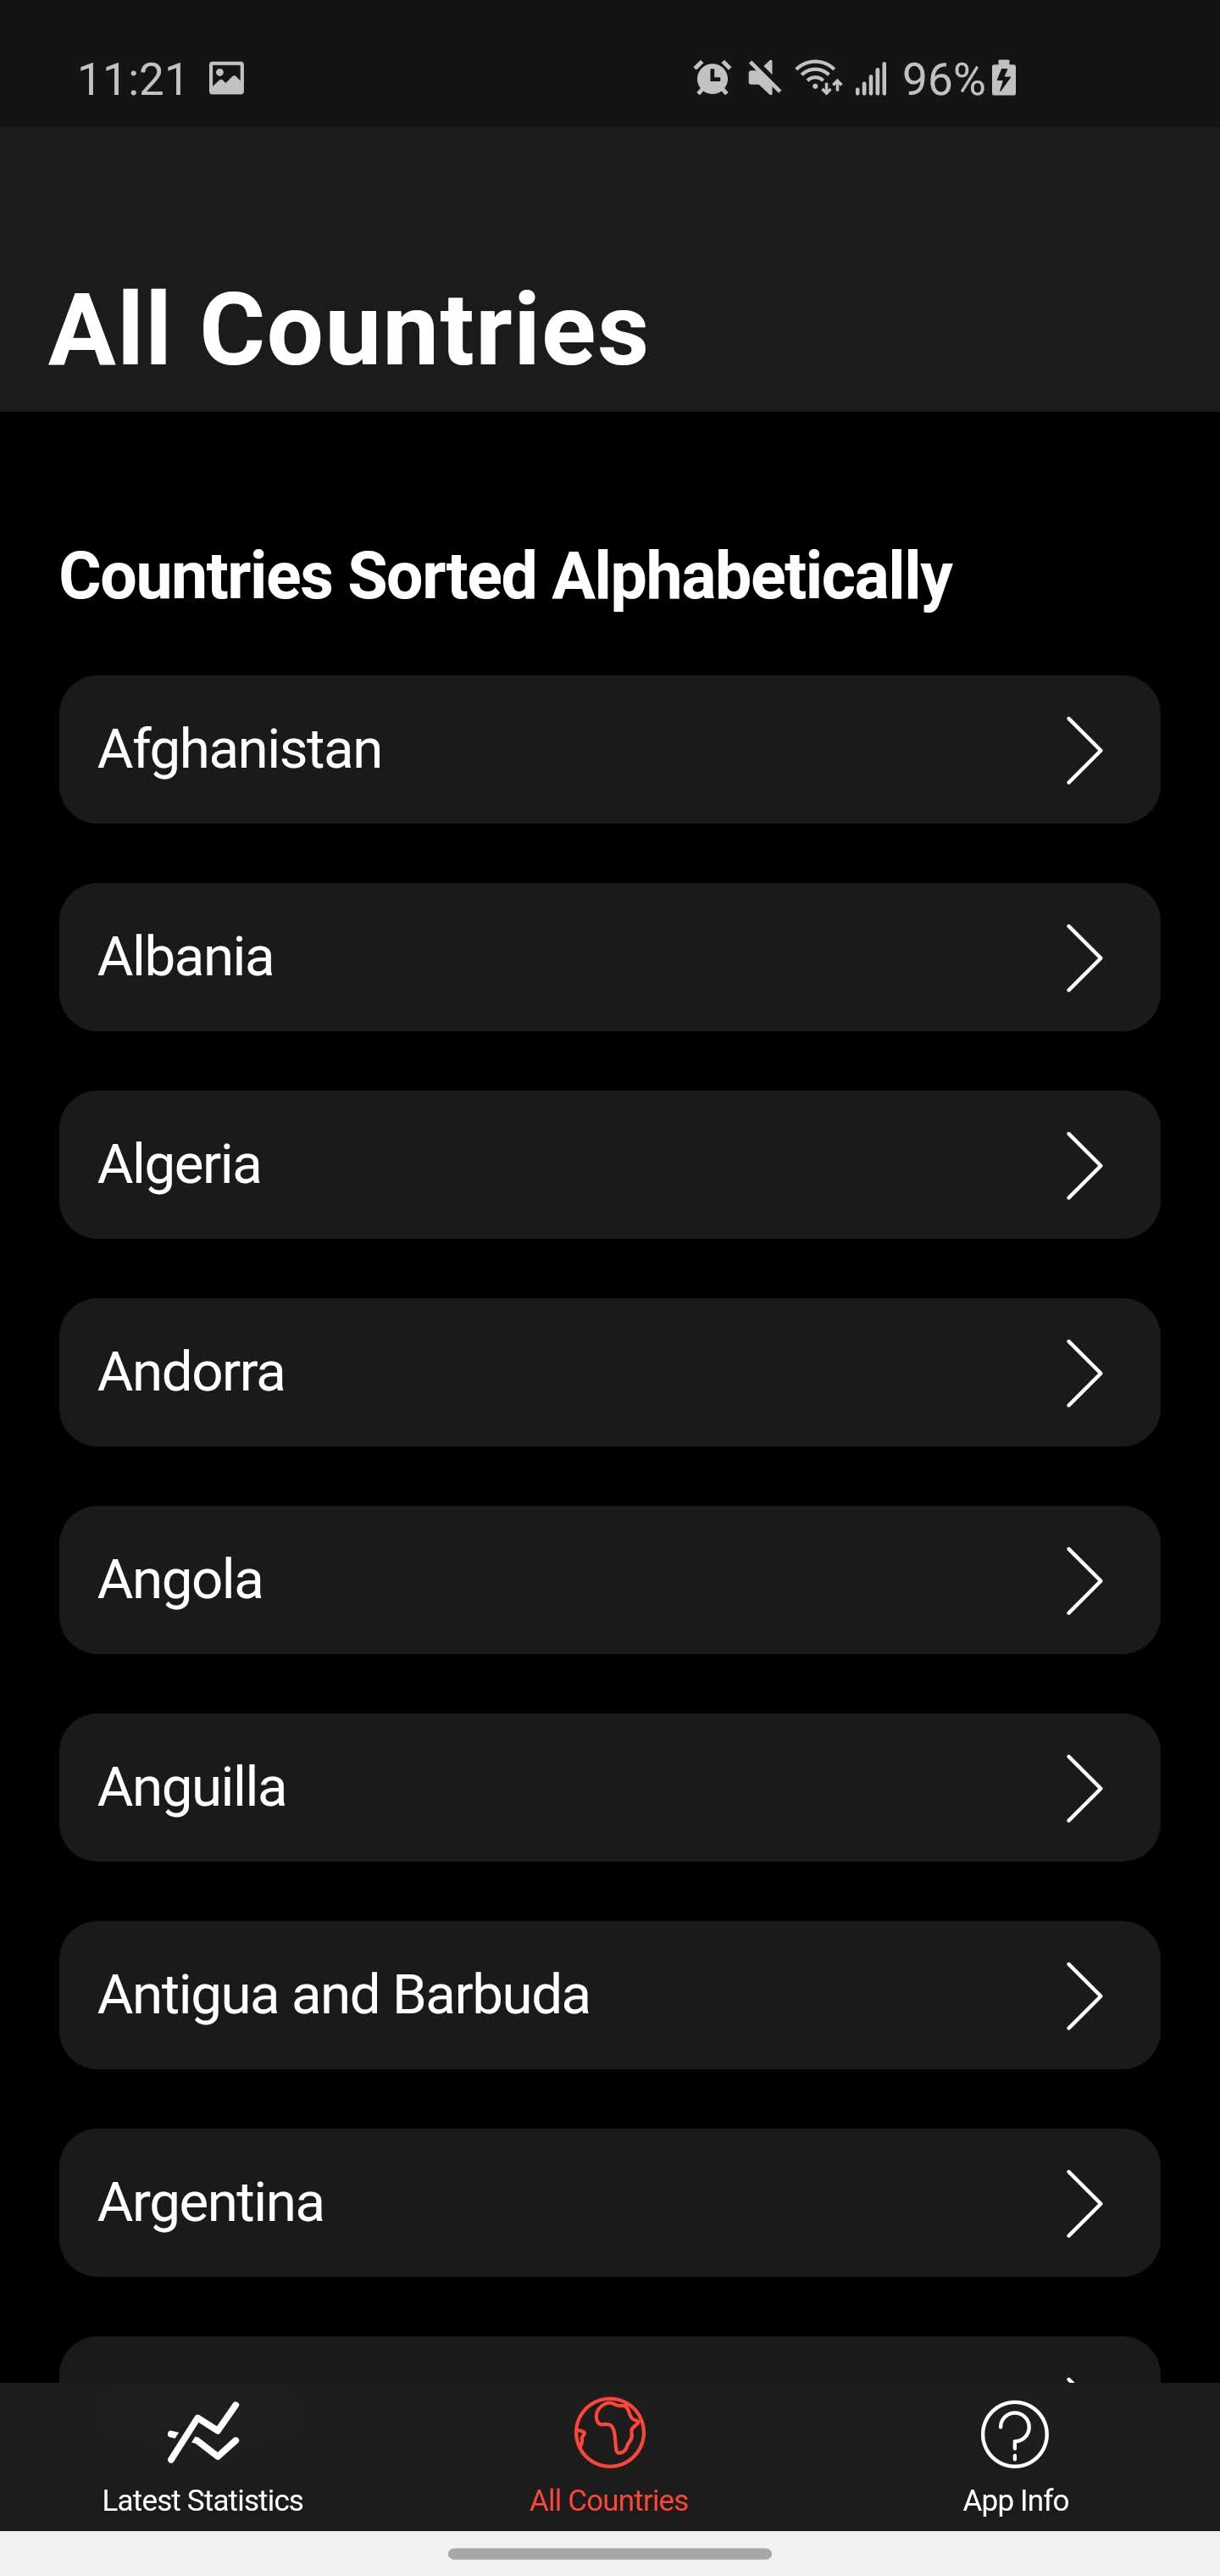 11:21 96%
All Countries
Countries Sorted Alphabetically
Afghanistan
Albania
Algeria
Andorra
Angola
Anguilla
Antigua and Barbuda
Argentina
Latest Statistics All Countries App Info